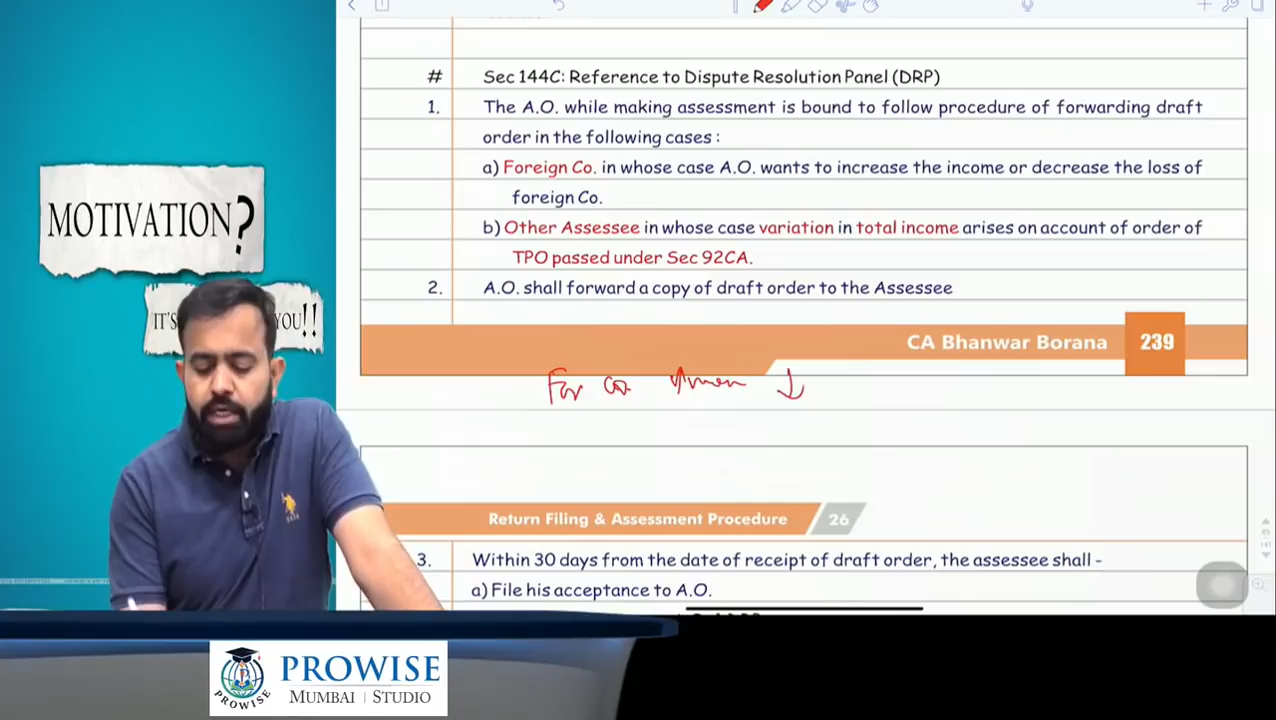 # Sec 144C: Reference to Dispute Resolution Panel (DRP)
1. The A.O. while making assessment is bound to follow procedure of forwarding draft
order in the following cases :
a) Foreign Co. in whose case A.O. wants to increase the income or decrease the loss of
foreign Co.
b) Other Assessee in whose case variation in total income arises on account of order of
TPO passed under Sec 92CA.
2. A.O. shall forward a copy of draft order to the Assessee
CA Bhanwar Borana 239
For co.
Return Filing & Assessment Procedure 26
3. Within 30 days from the date of receipt of draft order, the assessee shall -
a) File his acceptance to A.O.
MOTIVATION?
IT'S
YOU!!
PROWISE
PROWISE
MUMBAI | STUDIO